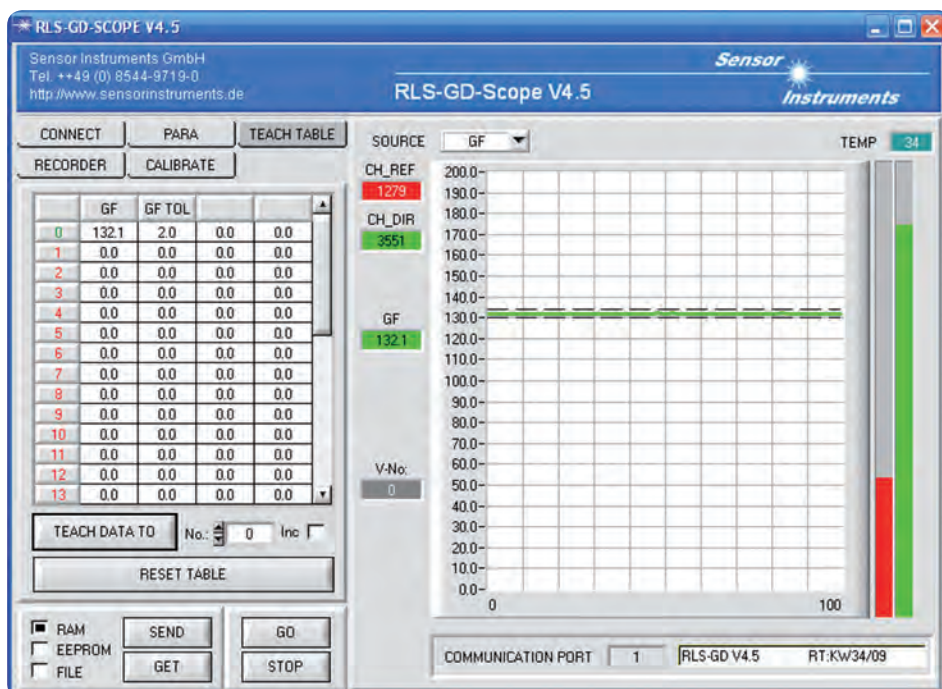 RLS-GD-SCOPE V4.5
Sensor Instruments GmbH
Tel. ++49 (0) 8544-9719-0
http://www.sensorinstruments.de
RLS-GD-Scope V4.5
Sensor
Instruments
CONNECT PARA TEACH TABLE
RECORDER CALIBRATE
GF GF TOL
0 132.1 2.0 0.0 0.0
1 0.0 0.0 0.0 0.0
2 0.0 0.0 0.0 0.0
3 0.0 0.0 0.0 0.0
4 0.0 0.0 0.0 0.0
5 0.0 0.0 0.0 0.0
6 0.0 0.0 0.0 0.0
7 0.0 0.0 0.0 0.0
8 0.0 0.0 0.0 0.0
9 0.0 0.0 0.0 0.0
10 0.0 0.0 0.0 0.0
11 0.0 0.0 0.0 0.0
12 0.0 0.0 0.0 0.0
13 0.0 0.0 0.0 0.0
TEACH DATA TO No.: 0 Inc
RESET TABLE
RAM
EEPROM
FILE
SEND
GET
GO
STOP
SOURCE GF
TEMP 34
CH_REF
1279
CH_DIR
3551
GF
132.1
V-No:
0
200.0
190.0
180.0
170.0
160.0
150.0
140.0
130.0
120.0
110.0
100.0
90.0
80.0
70.0
60.0
50.0
40.0
30.0
20.0
10.0
0.0
0 100
COMMUNICATION PORT 1 RLS-GD V4.5 RT:KW34/09